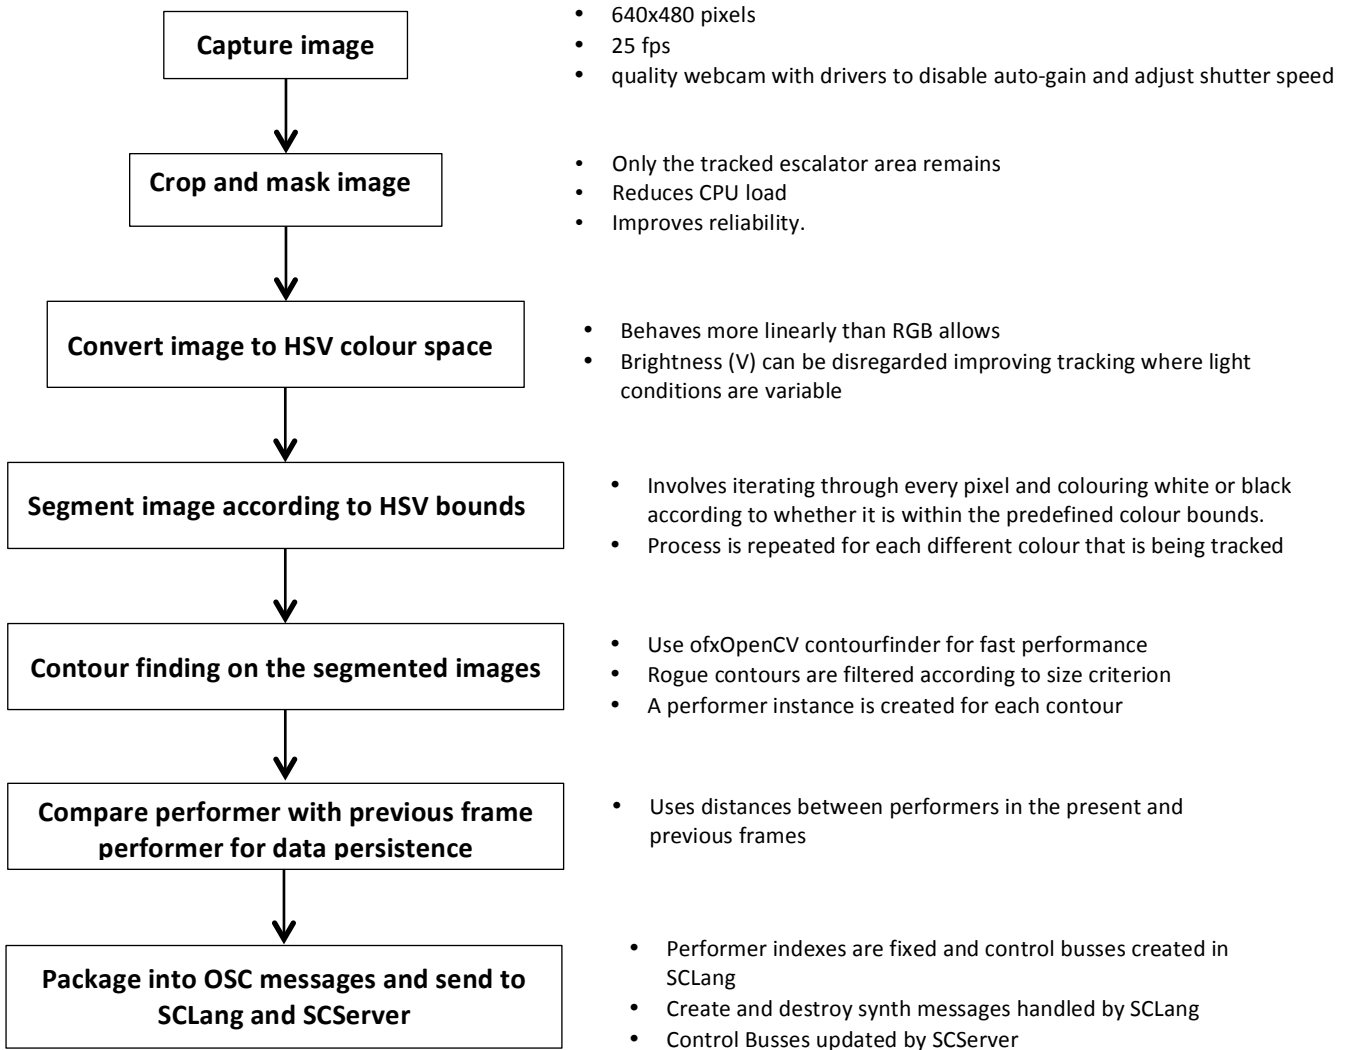 Capture image
• 640x480 pixels
• 25 fps
• quality webcam with drivers to disable auto-gain and adjust shutter speed
Crop and mask image
• Only the tracked escalator area remains
• Reduces CPU load
• Improves reliability.
Convert image to HSV colour space
• Behaves more linearly than RGB allows
• Brightness (V) can be disregarded improving tracking where light
conditions are variable
Segment image according to HSV bounds
• Involves iterating through every pixel and colouring white or black
according to whether it is within the predefined colour bounds.
• Process is repeated for each different colour that is being tracked
Contour finding on the segmented images
• Use ofxOpenCV contourfinder for fast performance
• Rogue contours are filtered according to size criterion
• A performer instance is created for each contour
Compare performer with previous frame
performer for data persistence
• Uses distances between performers in the present and
previous frames
Package into OSC messages and send to
SCLang and SCServer
• Performer indexes are fixed and control busses created in
SCLang
• Create and destroy synth messages handled by SCLang
• Control Busses updated by SCServer